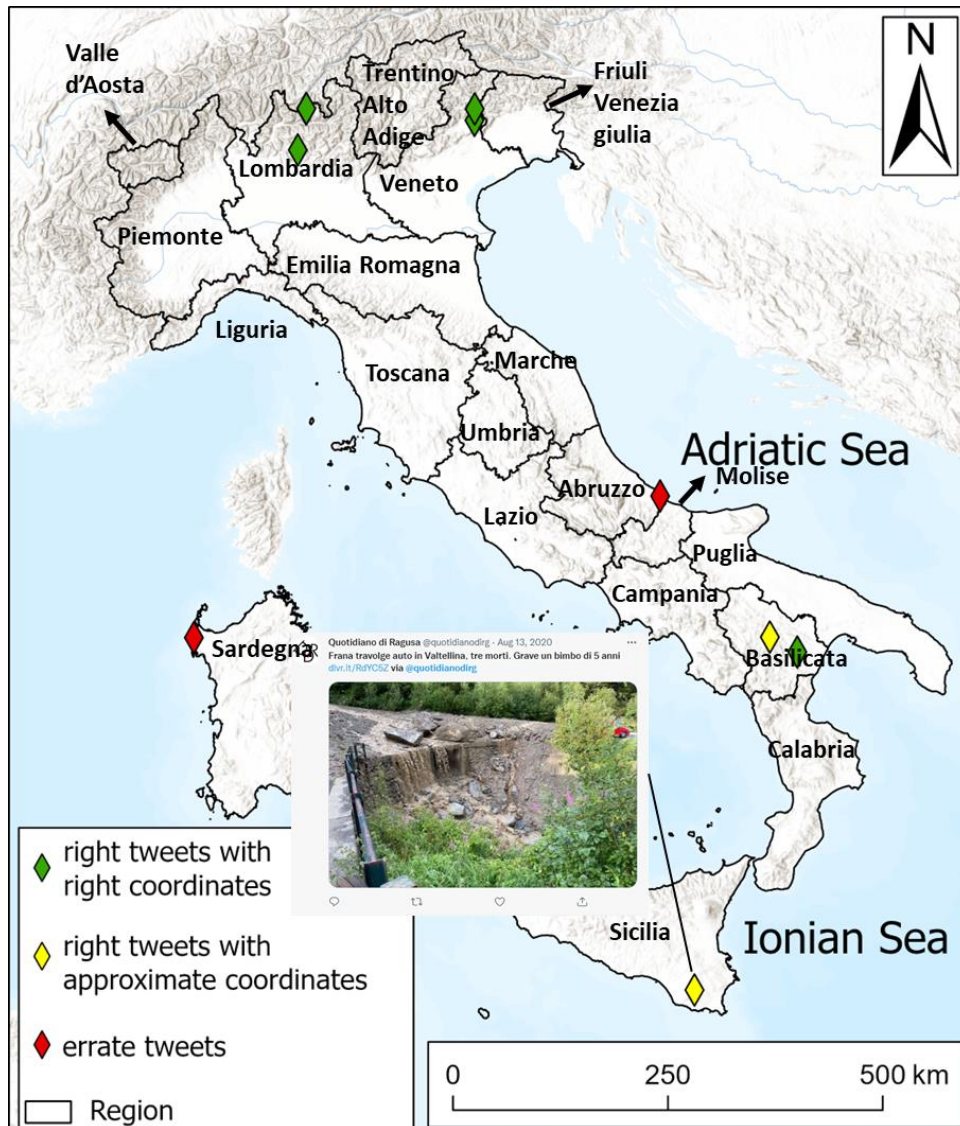 N
Valle
d'Aosta
Trentino
Alto
Adige
Friuli
Venezia
giulia
Lombardia
Veneto
Piemonte
Emilia Romagna
Liguria
Toscana
Marche
Umbria
Adriatic Sea
Molise
Abruzzo
Lazio
Puglia
Campania
Sardegna
Basilicata
Quotidiano di Ragusa @quotidianodirg · Aug 13, 2020
Frana travolge auto in Valtellina, tre morti. Grave un bimbo di 5 anni
dlvr.it/RdYC5Z via @quotidianodirg
Calabria
Sicilia
Ionian Sea
right tweets with
right coordinates
right tweets with
approximate coordinates
errate tweets
Region
0 250 500 km